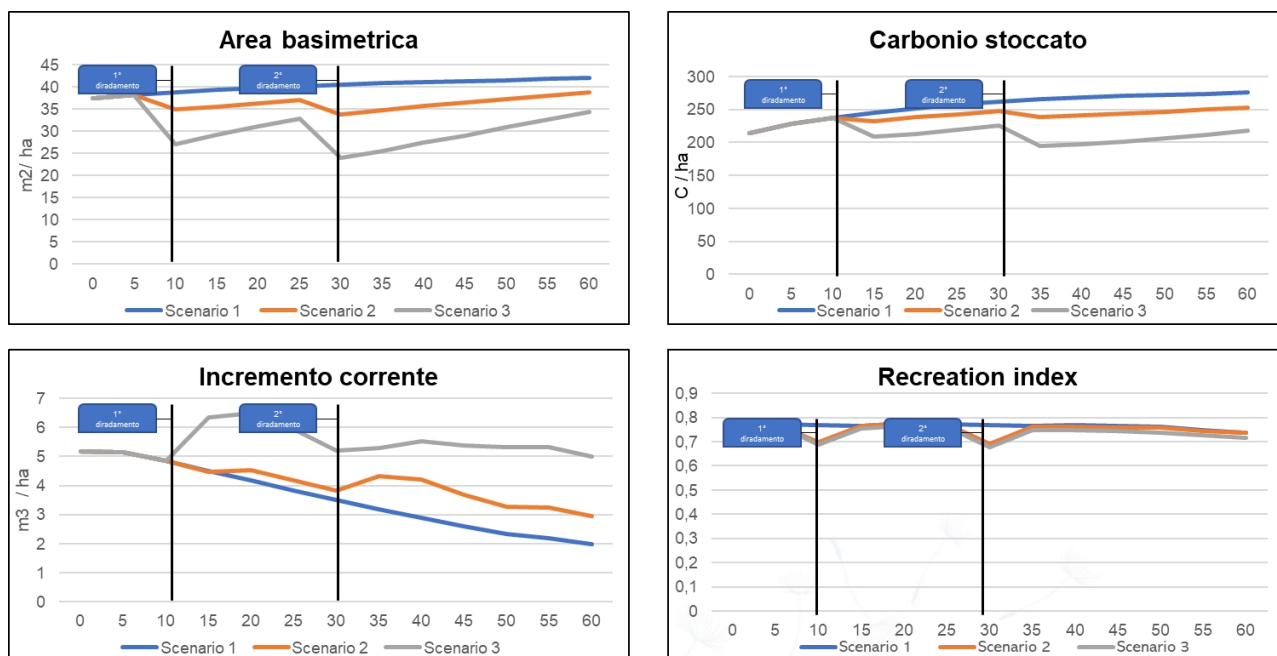 Area basimetrica
45
40
35
30
25
20
15
10
5
0
m2/ ha
1°
diradamento
2°
diradamento
0 5 10 15 20 25 30 35 40 45 50 55 60
Scenario 1 Scenario 2 Scenario 3
Carbonio stoccato
300
250
200
150
100
50
0
C / ha
1°
diradamento
2°
diradamento
0 5 10 15 20 25 30 35 40 45 50 55 60
Scenario 1 Scenario 2 Scenario 3
Incremento corrente
7
6
5
4
3
2
1
0
m3 / ha
1°
diradamento
2°
diradamento
0 5 10 15 20 25 30 35 40 45 50 55 60
Scenario 1 Scenario 2 Scenario 3
Recreation index
0,9
0,8
0,7
0,6
0,5
0,4
0,3
0,2
0,1
0
1°
diradamento
2°
diradamento
0 5 10 15 20 25 30 35 40 45 50 55 60
Scenario 1 Scenario 2 Scenario 3